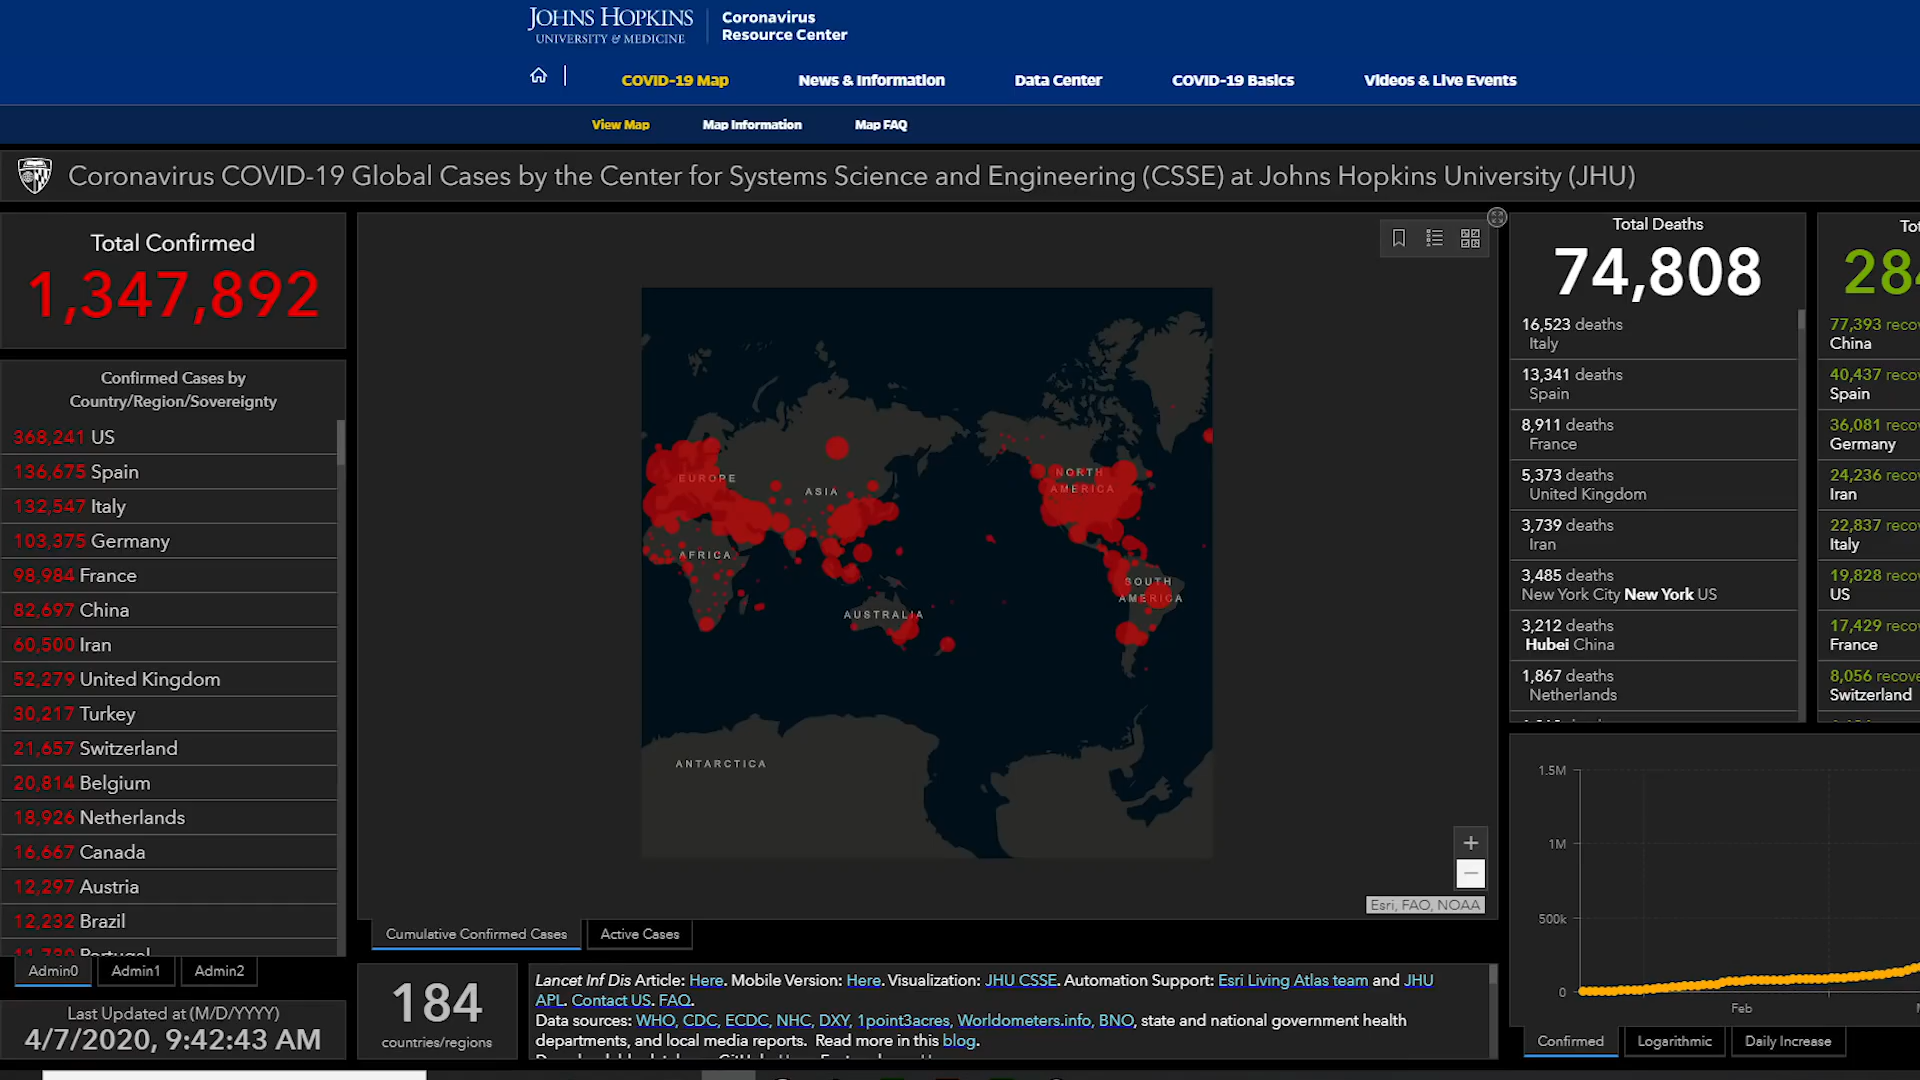 JOHNS HOPKINS
UNIVERSITY & MEDICINE
Coronavirus
Resource Center
COVID-19 Map
News & Information
Data Center
COVID-19 Basics
Videos & Live Events
View Map
Map Information
Map FAQ
Coronavirus COVID-19 Global Cases by the Center for Systems Science and Engineering (CSSE) at Johns Hopkins University (JHU)
Total Confirmed
1,347,892
Confirmed Cases by
Country/Region/Sovereignty
368,241 US
136,675 Spain
132,547 Italy
103,375 Germany
98,984 France
82,697 China
60,500 Iran
52,279 United Kingdom
30,217 Turkey
21,657 Switzerland
20,814 Belgium
18,926 Netherlands
16,667 Canada
12,297 Austria
12,232 Brazil
Admin0
Admin1
Admin2
Last Updated at (M/D/YYYY)
4/7/2020, 9:42:43 AM
EUROPE
ASIA
AFRICA
AUSTRALIA
NORTH
AMERICA
SOUTH
AMERICA
ANTARCTICA
Esri, FAO, NOAA
Cumulative Confirmed Cases
Active Cases
184
countries/regions
Lancet Inf Dis Article: Here. Mobile Version: Here. Visualization: JHU CSSE. Automation Support: Esri Living Atlas team and JHU
APL. Contact US. FAQ.
Data sources: WHO, CDC, ECDC, NHC, DXY, 1point3acres, Worldometers.info, BNO, state and national government health
departments, and local media reports. Read more in this blog.
Total Deaths
74,808
16,523 deaths
Italy
13,341 deaths
Spain
8,911 deaths
France
5,373 deaths
United Kingdom
3,739 deaths
Iran
3,485 deaths
New York City New York US
3,212 deaths
Hubei China
1,867 deaths
Netherlands
77,393 reco
China
40,437 reco
Spain
36,081 reco
Germany
24,236 reco
Iran
22,837 reco
Italy
19,828 reco
US
17,429 reco
France
8,056 recov
Switzerland
1.5M
1M
500k
0
Feb
Confirmed
Logarithmic
Daily Increase